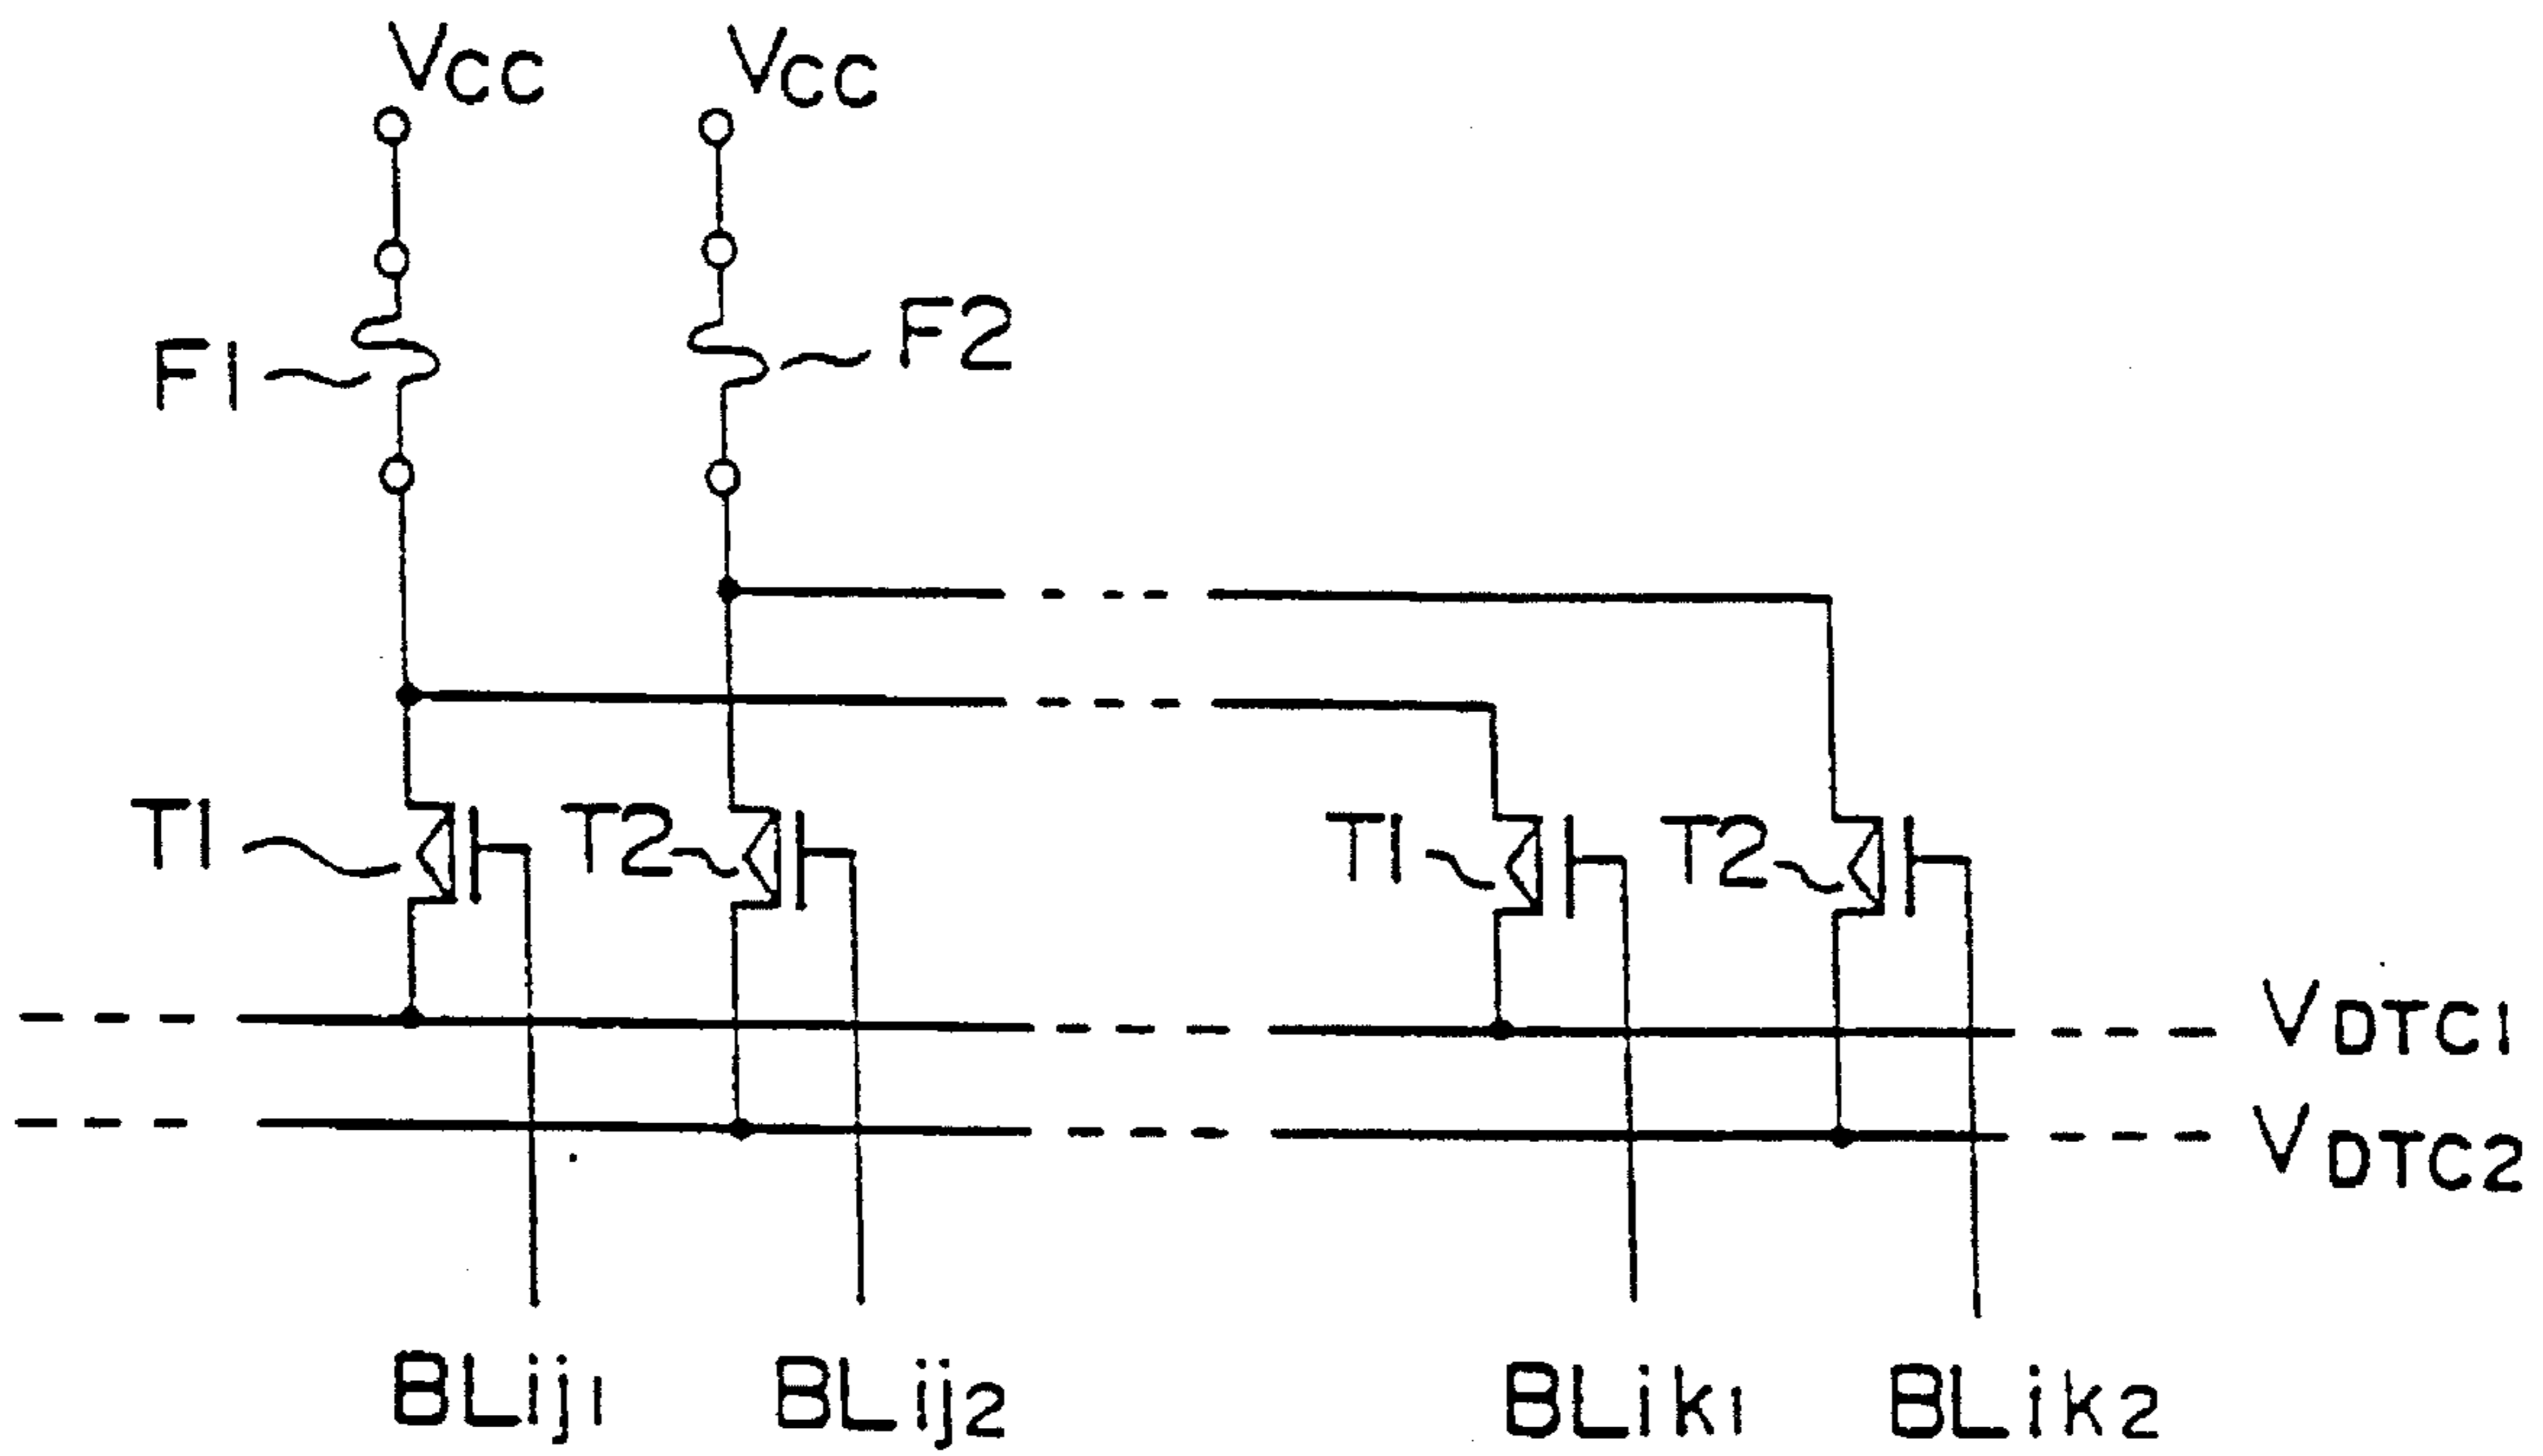 VCC VCC
F1 F2
T1 T2 T1 T2
VDTC1
VDTC2
BLij1 BLij2 BLik1 BLik2